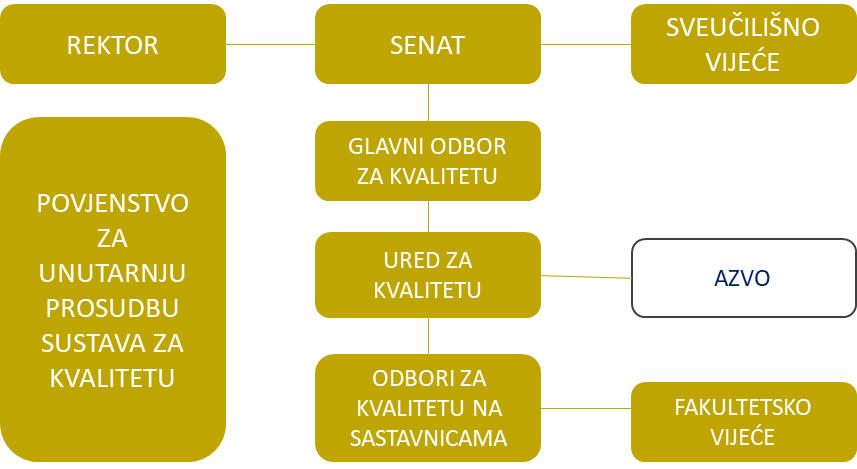 REKTOR
SENAT
SVEUČILIŠNO
VIJEĆE
GLAVNI ODBOR
ZA KVALITETU
POVJENSTVO
ZA
UNUTARNJU
PROSUDBU
SUSTAVA ZA
KVALITETU
URED ZA
KVALITETU
AZVO
ODBORI ZA
KVALITETU NA
SASTAVNICAMA
FAKULTETSKO
VIJEĆE